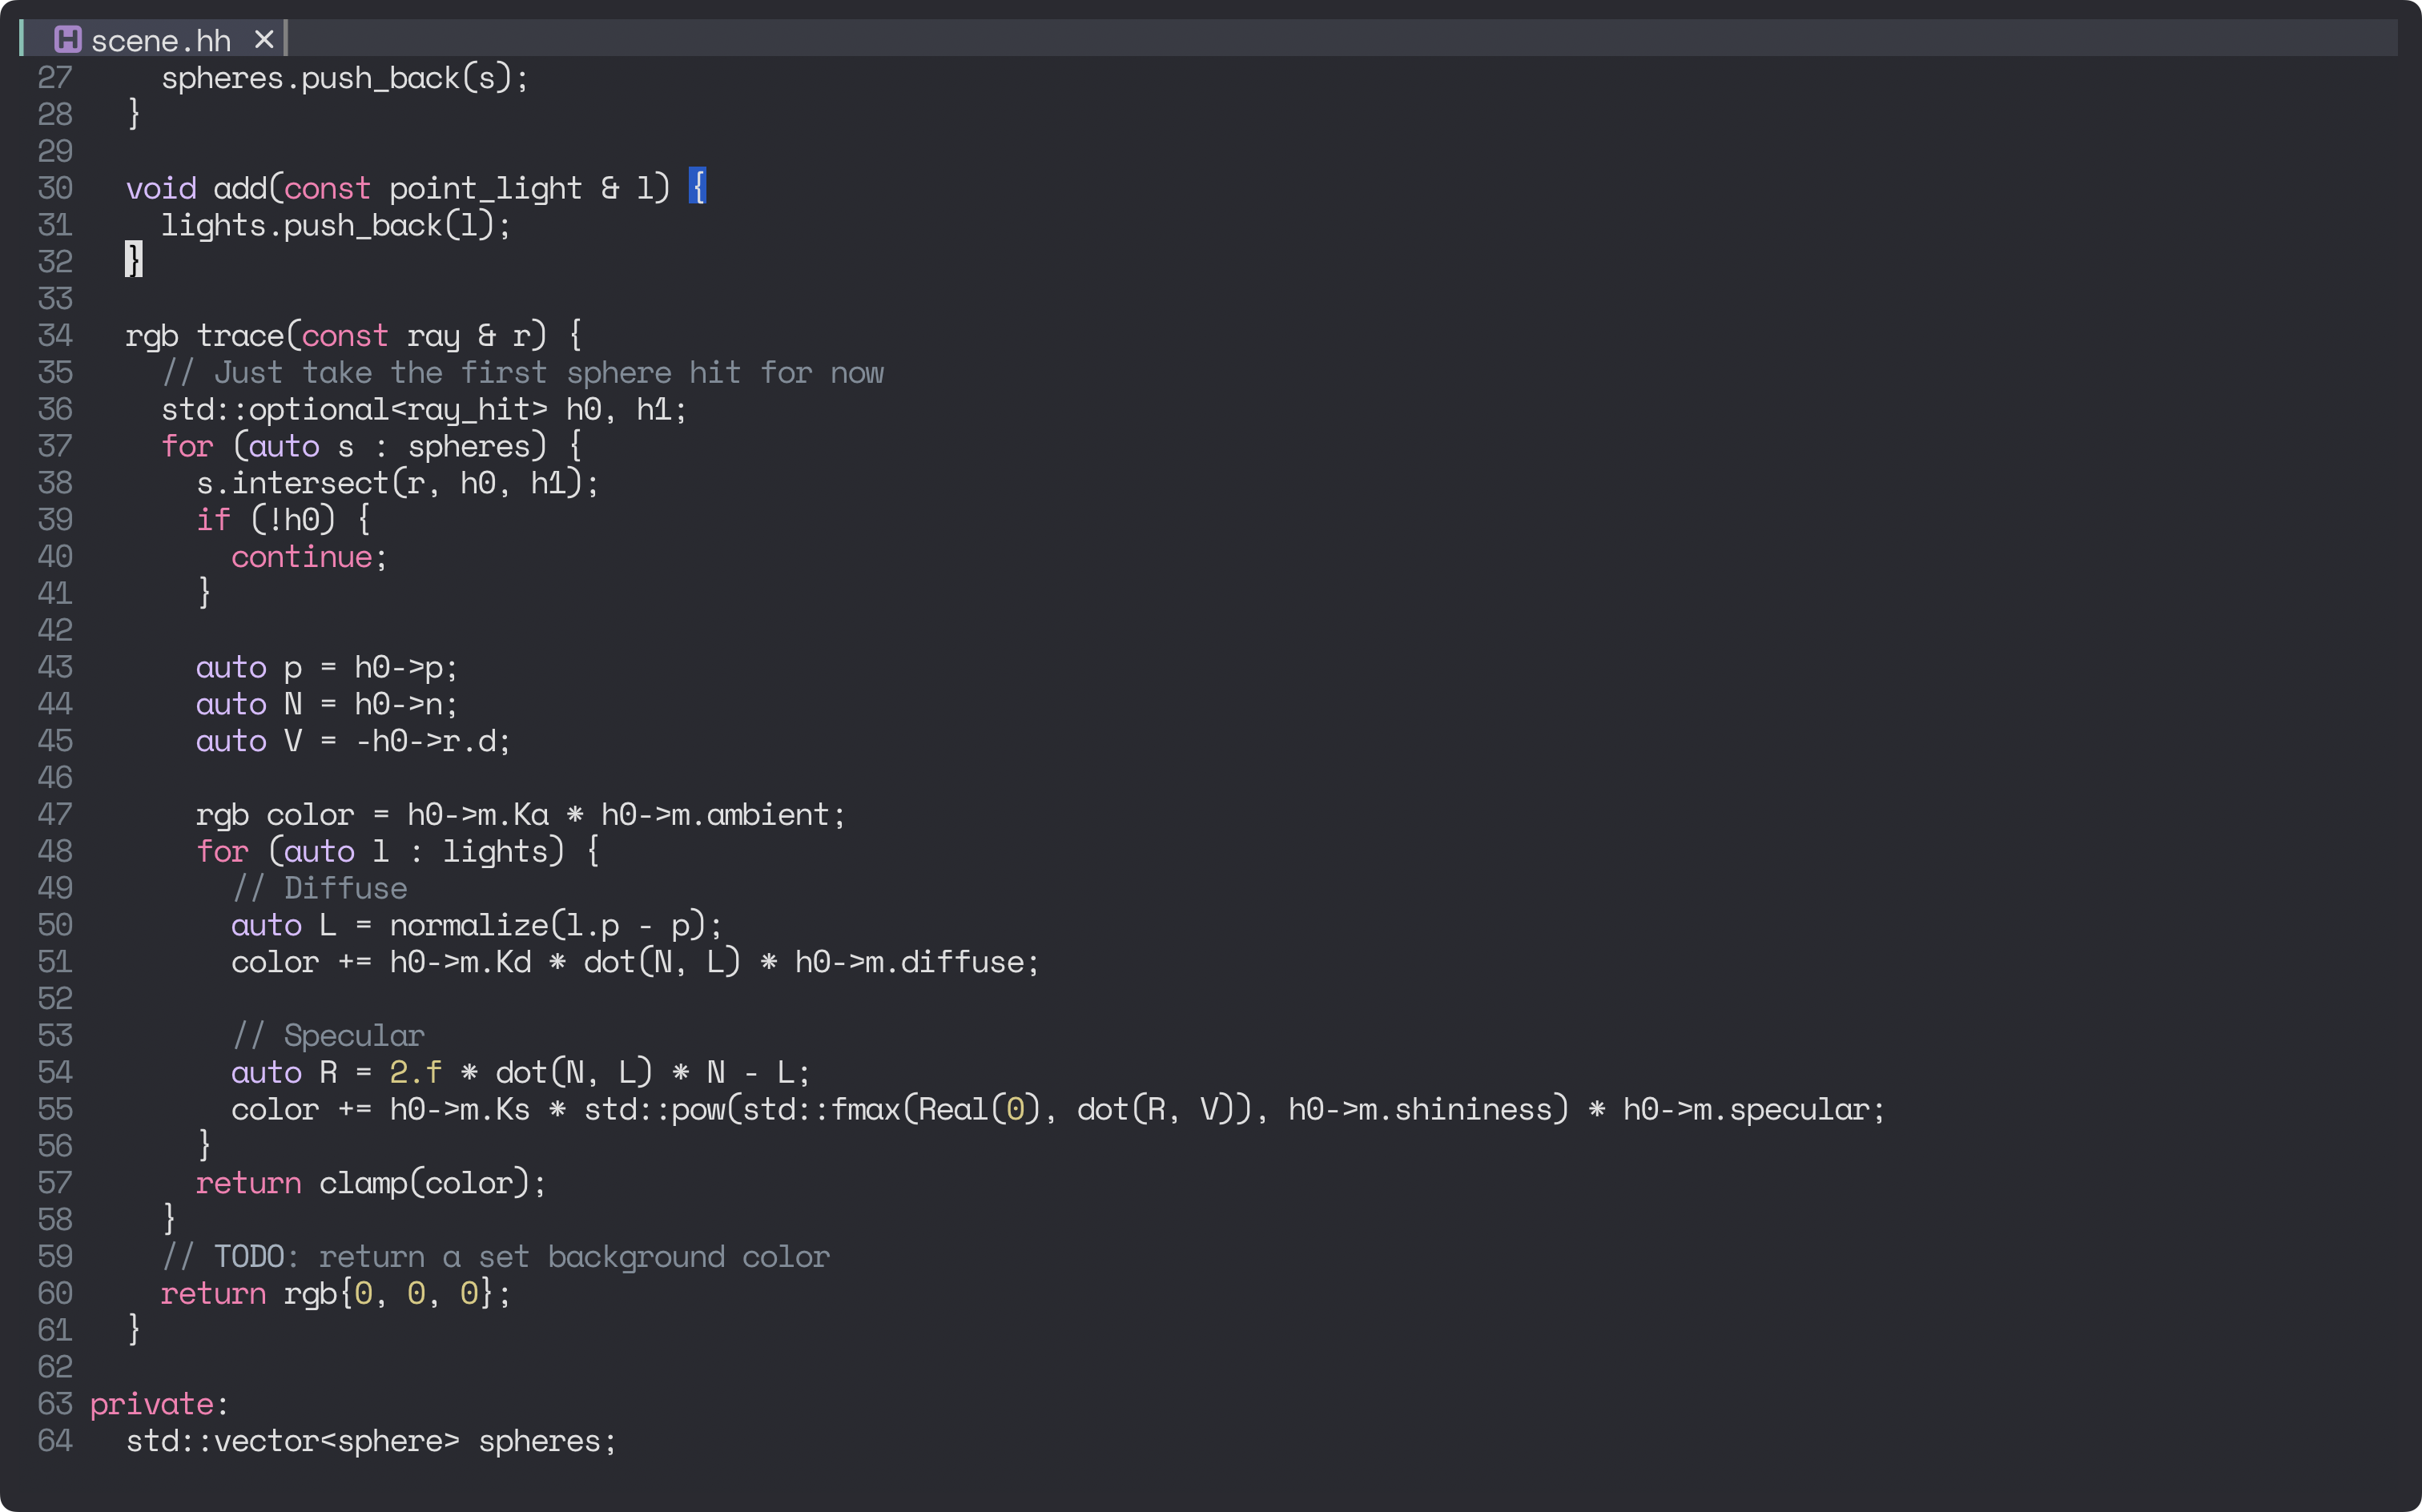 H scene.hh ×
27     spheres.push_back(s);
28   }
29
30   void add(const point_light & l) {
31     lights.push_back(l);
32   }
33
34   rgb trace(const ray & r) {
35     // Just take the first sphere hit for now
36     std::optional<ray_hit> h0, h1;
37     for (auto s : spheres) {
38       s.intersect(r, h0, h1);
39       if (!h0) {
40         continue;
41       }
42
43       auto p = h0->p;
44       auto N = h0->n;
45       auto V = -h0->r.d;
46
47       rgb color = h0->m.Ka * h0->m.ambient;
48       for (auto l : lights) {
49         // Diffuse
50         auto L = normalize(l.p - p);
51         color += h0->m.Kd * dot(N, L) * h0->m.diffuse;
52
53         // Specular
54         auto R = 2.f * dot(N, L) * N - L;
55         color += h0->m.Ks * std::pow(std::fmax(Real(0), dot(R, V)), h0->m.shininess) * h0->m.specular;
56       }
57       return clamp(color);
58     }
59     // TODO: return a set background color
60     return rgb{0, 0, 0};
61   }
62
63 private:
64   std::vector<sphere> spheres;